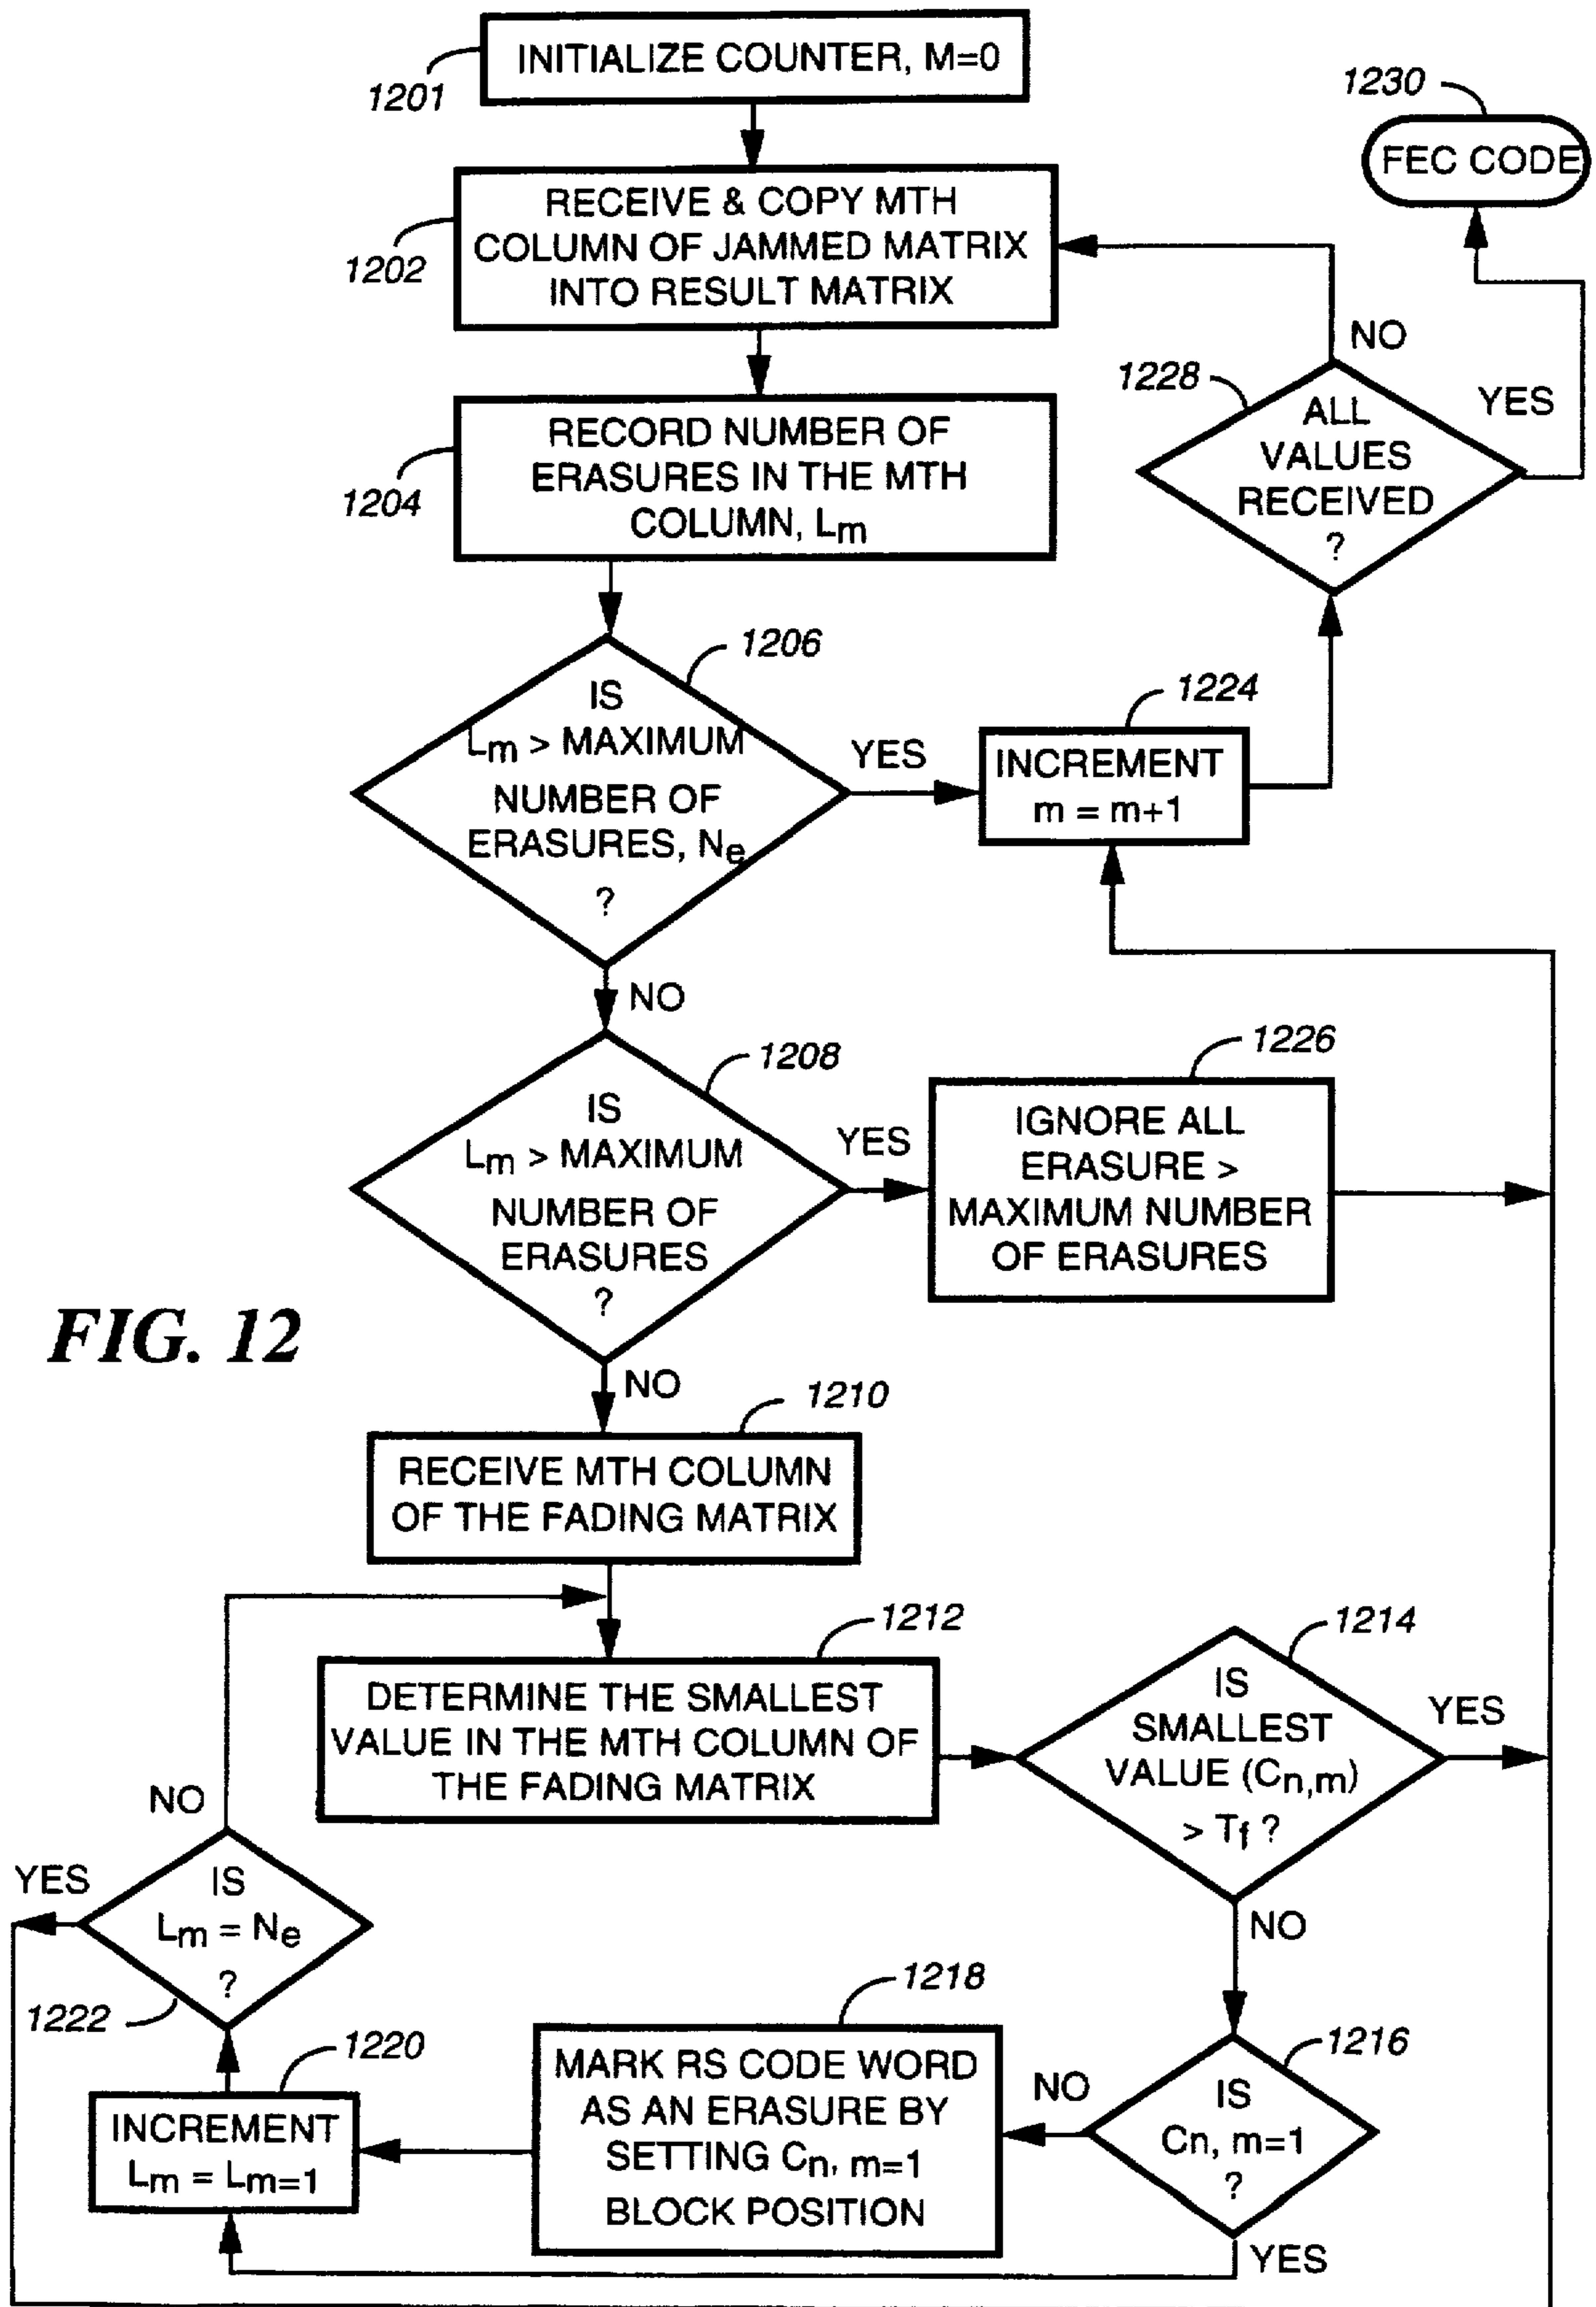 INITIALIZE COUNTER, M=0
1201
1230
FEC CODE
RECEIVE & COPY MTH
COLUMN OF JAMMED MATRIX
INTO RESULT MATRIX
1202
NO
1228
YES
ALL
VALUES
RECEIVED
?
RECORD NUMBER OF
ERASURES IN THE MTH
COLUMN, Lm
1204
1206
IS
Lm > MAXIMUM
NUMBER OF
ERASURES, Ne
?
YES
1224
INCREMENT
m = m+1
NO
1208
IS
Lm > MAXIMUM
NUMBER OF
ERASURES
?
YES
1226
IGNORE ALL
ERASURE >
MAXIMUM NUMBER
OF ERASURES
FIG. 12
NO
1210
RECEIVE MTH COLUMN
OF THE FADING MATRIX
1212
DETERMINE THE SMALLEST
VALUE IN THE MTH COLUMN OF
THE FADING MATRIX
1214
IS
SMALLEST
VALUE (Cn,m)
> Tf ?
YES
NO
NO
YES
IS
Lm = Ne
?
1222
1216
IS
Cn, m=1
?
NO
YES
1218
MARK RS CODE WORD
AS AN ERASURE BY
SETTING Cn, m=1
BLOCK POSITION
1220
INCREMENT
Lm = Lm=1